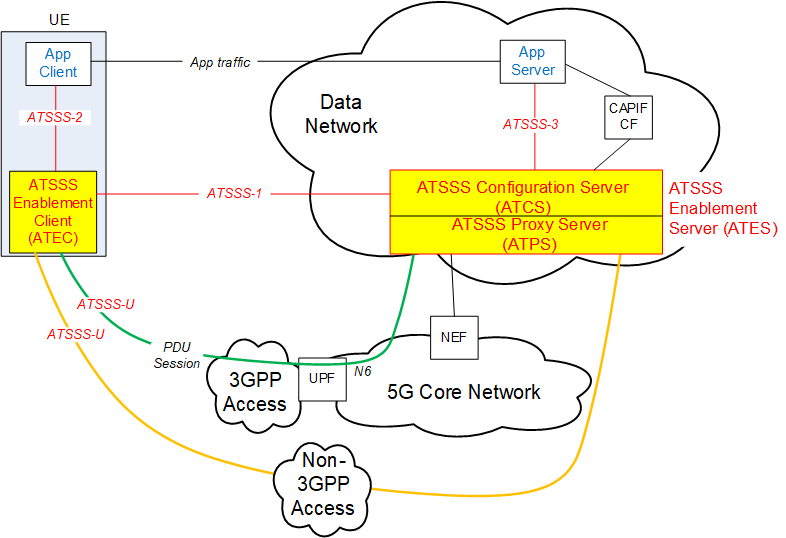 UE
App
Client
App traffic
App
Server
Data
Network
CAPIF
CF
ATSSS-2
ATSSS-3
ATSSS
Enablement
Client
(ATEC)
ATSSS-1
ATSSS Configuration Server
(ATCS)
ATSSS Proxy Server
(ATPS)
ATSSS
Enablement
Server (ATES)
ATSSS-U
ATSSS-U
PDU
Session
N6
NEF
3GPP
Access
UPF
5G Core Network
Non-
3GPP
Access